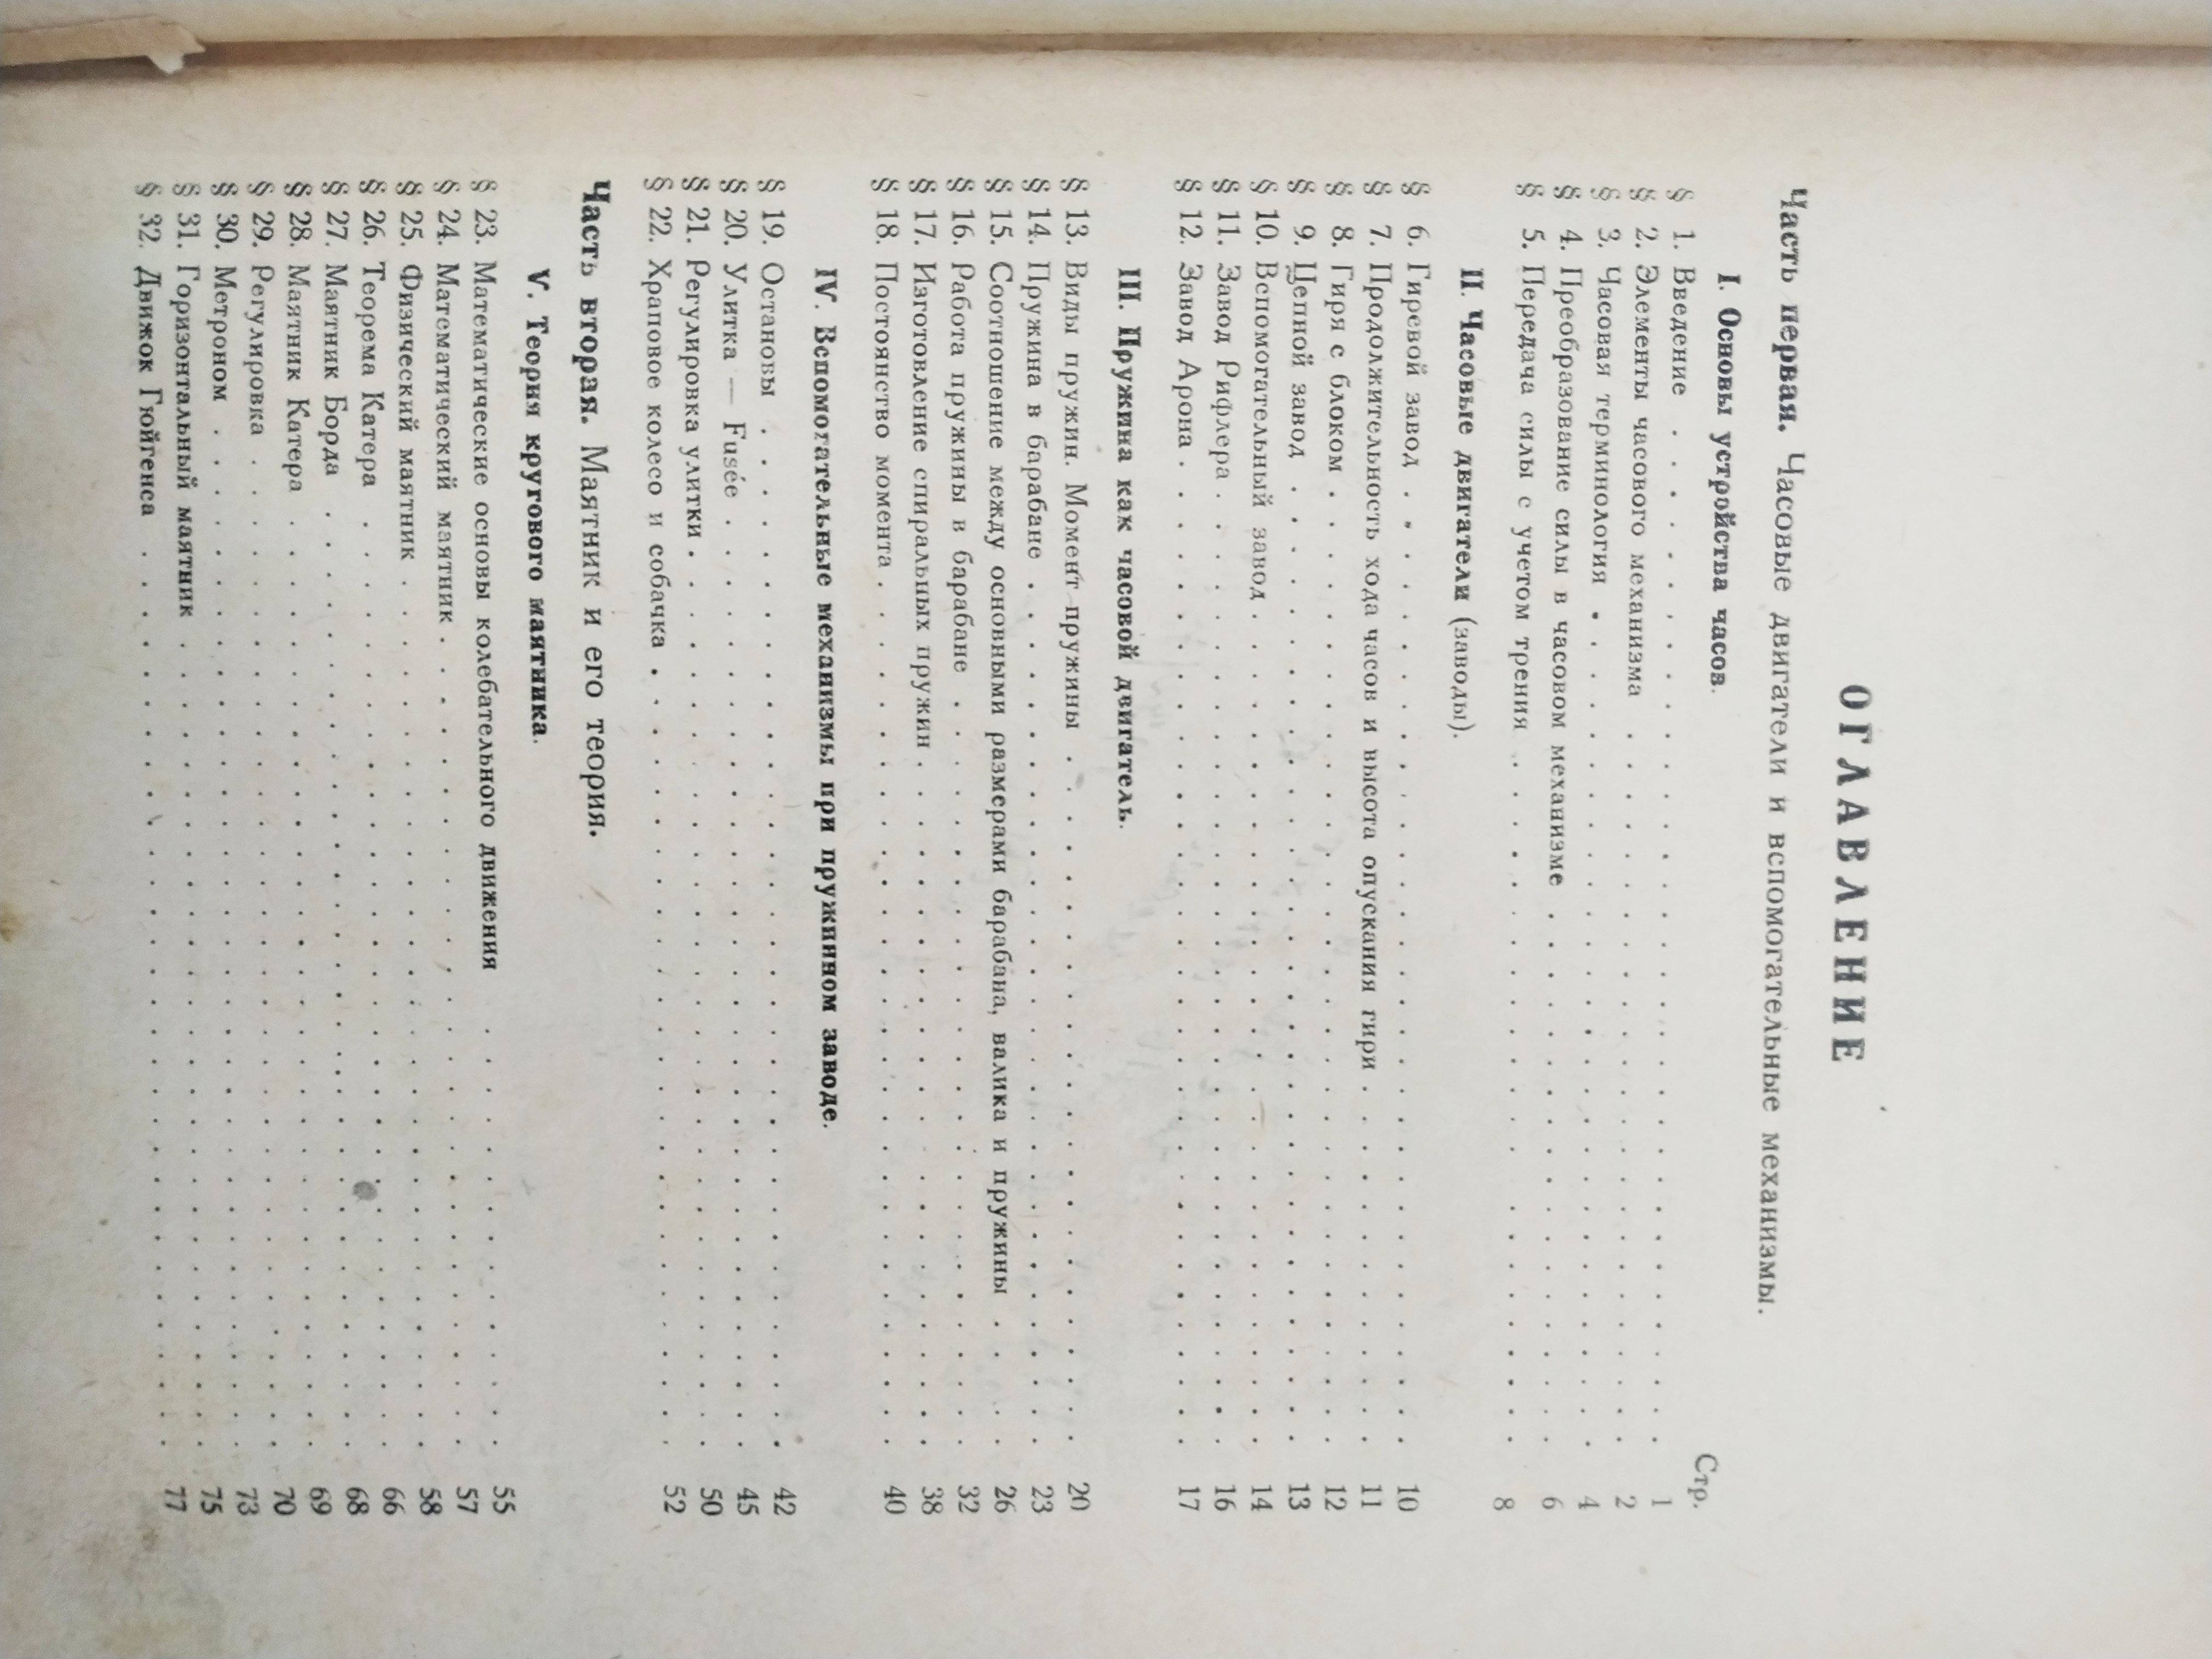 ОГЛАВЛЕНИЕ
Часть первая. Часовые двигатели и вспомогательные механизмы.
Стр.
I. Основы устройства часов.
§ 1. Введение . . . . . . . . . . 1
§ 2. Элементы часового механизма . . . . . . . . . . 2
§ 3. Часовая терминология . . . . . . . . . . 4
§ 4. Преобразование силы в часовом механизме . . . . . . . . . . 6
§ 5. Передача силы с учетом трения . . . . . . . . . . 8
II. Часовые двигатели (заводы).
§ 6. Гиревой завод . . . . . . . . . . 10
§ 7. Продолжительность хода часов и высота опускания гири . . . . . . . . . . 11
§ 8. Гиря с блоком . . . . . . . . . . 12
§ 9. Цепной завод . . . . . . . . . . 13
§ 10. Вспомогательный завод . . . . . . . . . . 14
§ 11. Завод Рифлера . . . . . . . . . . 16
§ 12. Завод Арона . . . . . . . . . . 17
III. Пружина как часовой двигатель.
§ 13. Виды пружин. Момент пружины . . . . . . . . . . 20
§ 14. Пружина в барабане . . . . . . . . . . 23
§ 15. Соотношение между основными размерами барабана, валика и пружины . . . . 26
§ 16. Работа пружины в барабане . . . . . . . . . . 32
§ 17. Изготовление спиральных пружин . . . . . . . . . . 38
§ 18. Постоянство момента . . . . . . . . . . 40
IV. Вспомогательные механизмы при пружинном заводе.
§ 19. Остановы . . . . . . . . . . 42
§ 20. Улитка — Fusée . . . . . . . . . . 45
§ 21. Регулировка улитки . . . . . . . . . . 50
§ 22. Храповое колесо и собачка . . . . . . . . . . 52
Часть вторая. Маятник и его теория.
V. Теория кругового маятника.
§ 23. Математические основы колебательного движения . . . . . . . . . . 55
§ 24. Математический маятник . . . . . . . . . . 57
§ 25. Физический маятник . . . . . . . . . . 58
§ 26. Теорема Катера . . . . . . . . . . 66
§ 27. Маятник Борда . . . . . . . . . . 68
§ 28. Маятник Катера . . . . . . . . . . 69
§ 29. Регулировка . . . . . . . . . . 70
§ 30. Метроном . . . . . . . . . . 73
§ 31. Горизонтальный маятник . . . . . . . . . . 75
§ 32. Движок Гюйгенса . . . . . . . . . . 77